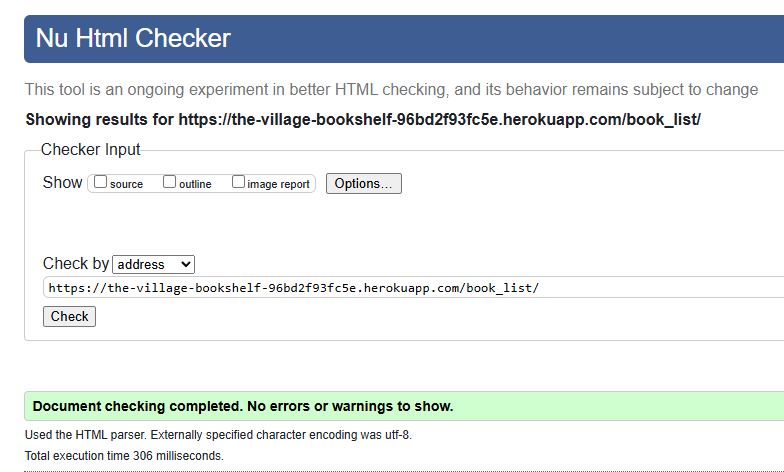 Nu Html Checker
This tool is an ongoing experiment in better HTML checking, and its behavior remains subject to change
Showing results for https://the-village-bookshelf-96bd2f93fc5e.herokuapp.com/book_list/
Checker Input
Show source outline image report Options...
Check by address
https://the-village-bookshelf-96bd2f93fc5e.herokuapp.com/book_list/
Check
Document checking completed. No errors or warnings to show.
Used the HTML parser. Externally specified character encoding was utf-8.
Total execution time 306 milliseconds.